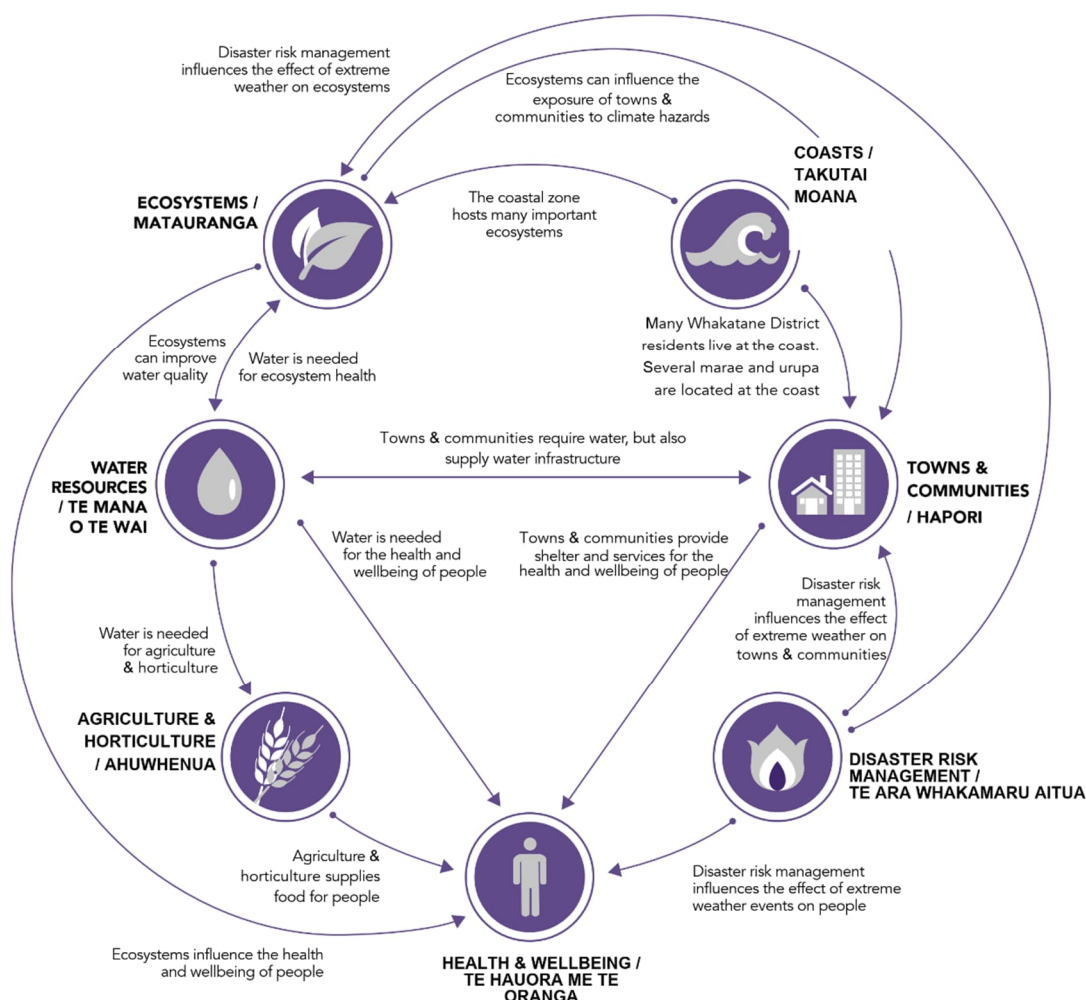 Disaster risk management
influences the effect of extreme
weather on ecosystems
Ecosystems can influence the
exposure of towns &
communities to climate hazards
COASTS /
TAKUTAI
MOANA
ECOSYSTEMS /
MATAURANGA
The coastal zone
hosts many important
ecosystems
Many Whakatane District
residents live at the coast.
Several marae and urupa
are located at the coast
Ecosystems
can improve
water quality
Water is needed
for ecosystem health
Towns & communities require water, but also
supply water infrastructure
WATER
RESOURCES
/ TE MANA
O TE WAI
TOWNS &
COMMUNITIES
/ HAPORI
Water is needed
for the health and
wellbeing of people
Towns & communities provide
shelter and services for the
health and wellbeing of people
Disaster risk
management
influences the effect
of extreme weather on
towns & communities
Water is needed
for agriculture
& horticulture
AGRICULTURE &
HORTICULTURE
/ AHUWHENUA
DISASTER RISK
MANAGEMENT /
TE ARA WHAKAMARU AITUA
Agriculture &
horticulture supplies
food for people
Disaster risk management
influences the effect of extreme
weather events on people
Ecosystems influence the health
and wellbeing of people
HEALTH & WELLBEING /
TE HAUORA ME TE
ORANGA